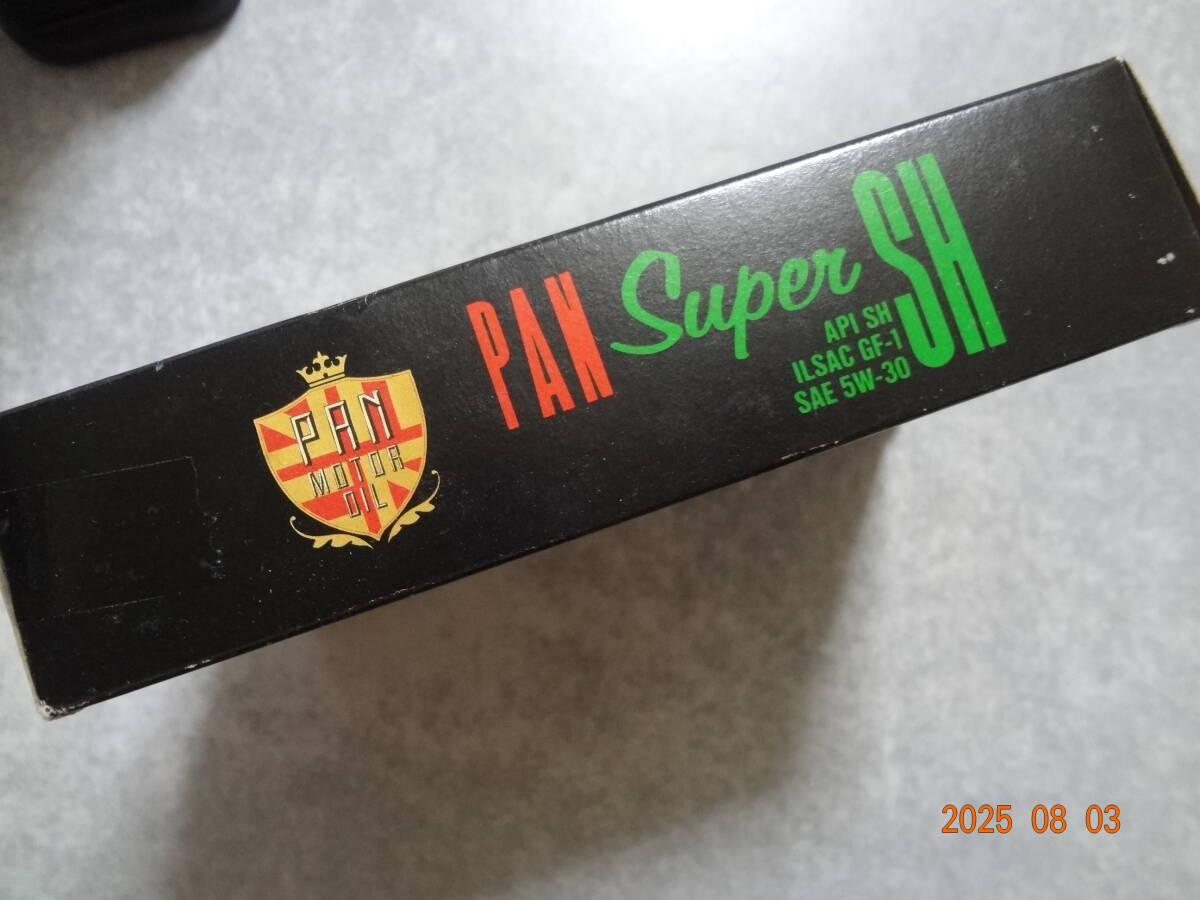 PAN
MOTOR
OIL
PAN Super SH
API SH
ILSAC GF-1
SAE 5W-30
2025 08 03